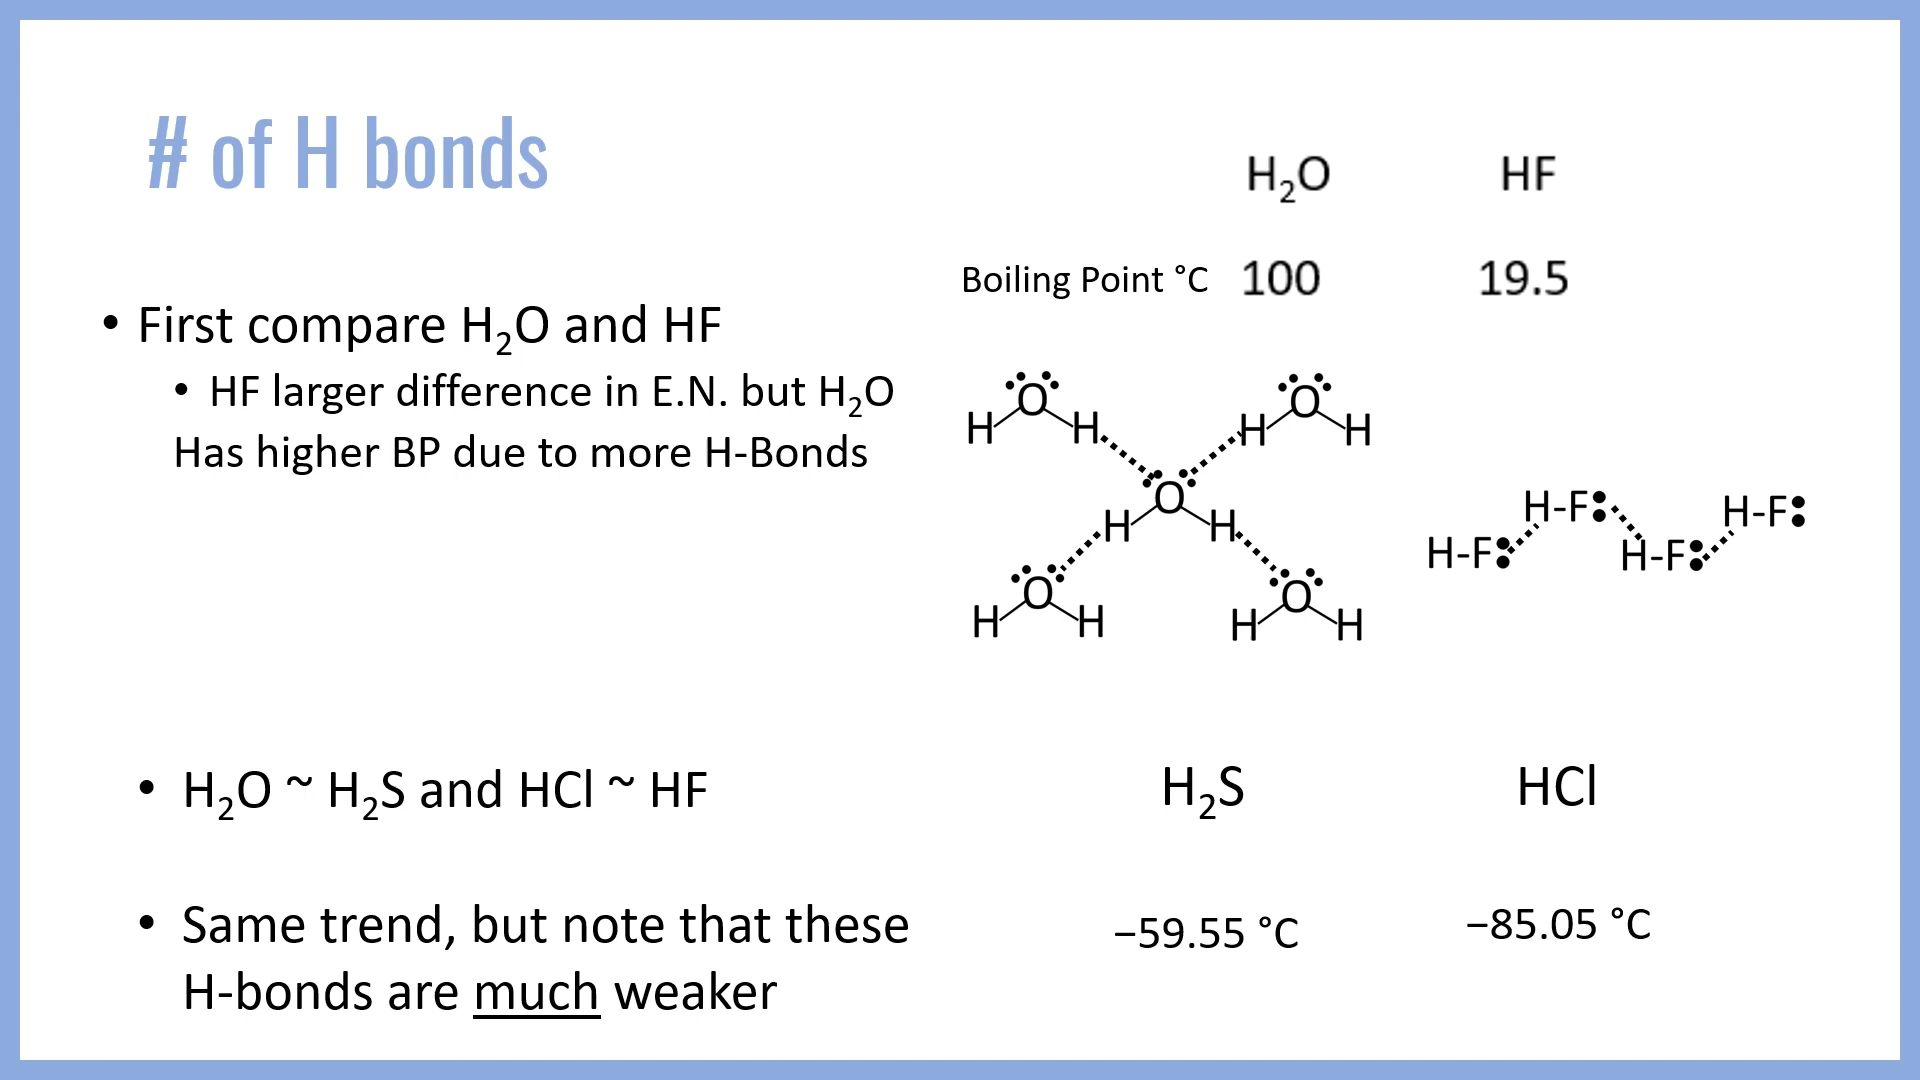 # of H bonds
H₂O HF
Boiling Point °C 100 19.5
• First compare H₂O and HF
• HF larger difference in E.N. but H₂O
Has higher BP due to more H-Bonds
H O H H O H
H O H
H-F H-F
H-F H-F
H O H H O H
• H₂O ~ H₂S and HCl ~ HF
H₂S HCl
• Same trend, but note that these
H-bonds are much weaker
−59.55 °C −85.05 °C